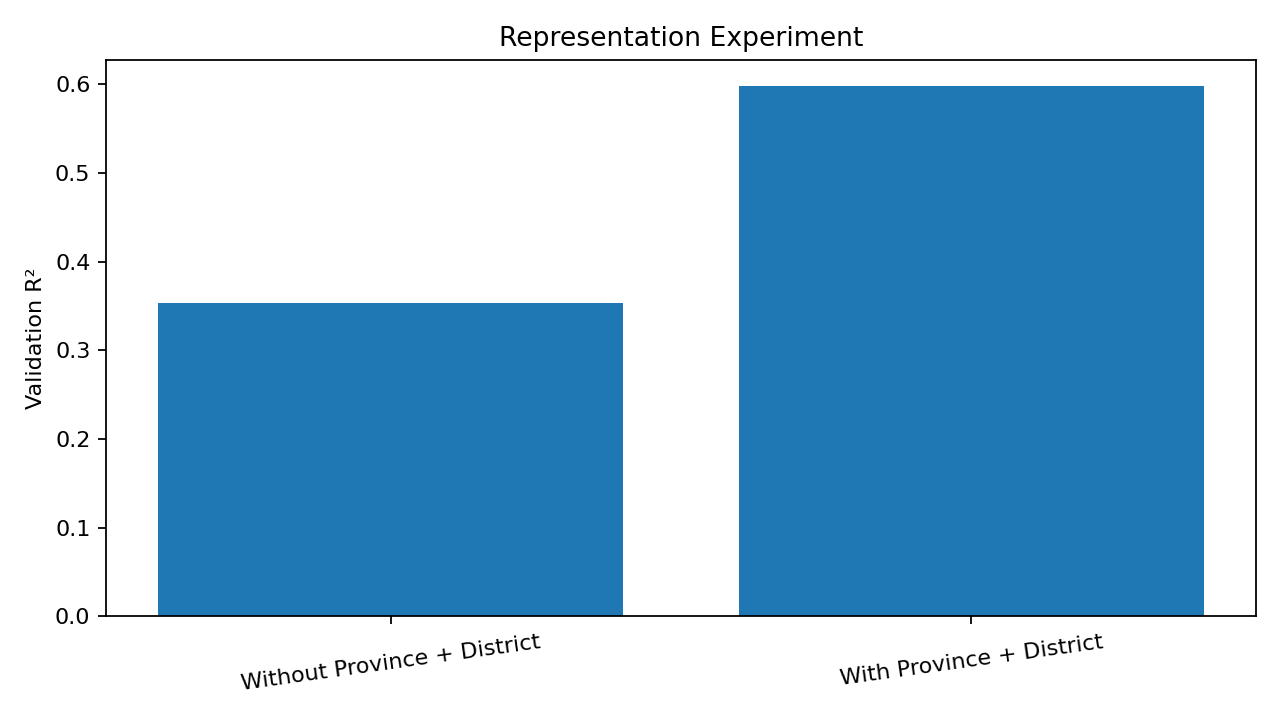 Representation Experiment
Validation R²
0.6
0.5
0.4
0.3
0.2
0.1
0.0
Without Province + District
With Province + District